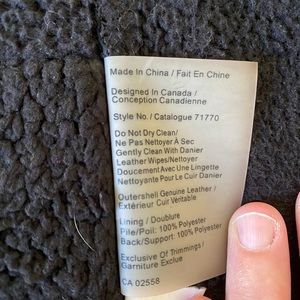 Made In China / Fait En Chine
Designed In Canada /
Conception Canadienne
Style No. / Catalogue 71770
Do Not Dry Clean/
Ne Pas Nettoyer À Sec
Gently Clean With Danier
Leather Wipes/Nettoyer
Doucement Avec Une Lingette
Nettoyante Pour Le Cuir Danier
Outershell Genuine Leather /
Extérieur Cuir Véritable
Lining / Doublure
Pile/Poil: 100% Polyester
Back/Support: 100% Polyester
Exclusive Of Trimmings /
Garniture Exclue
CA 02558